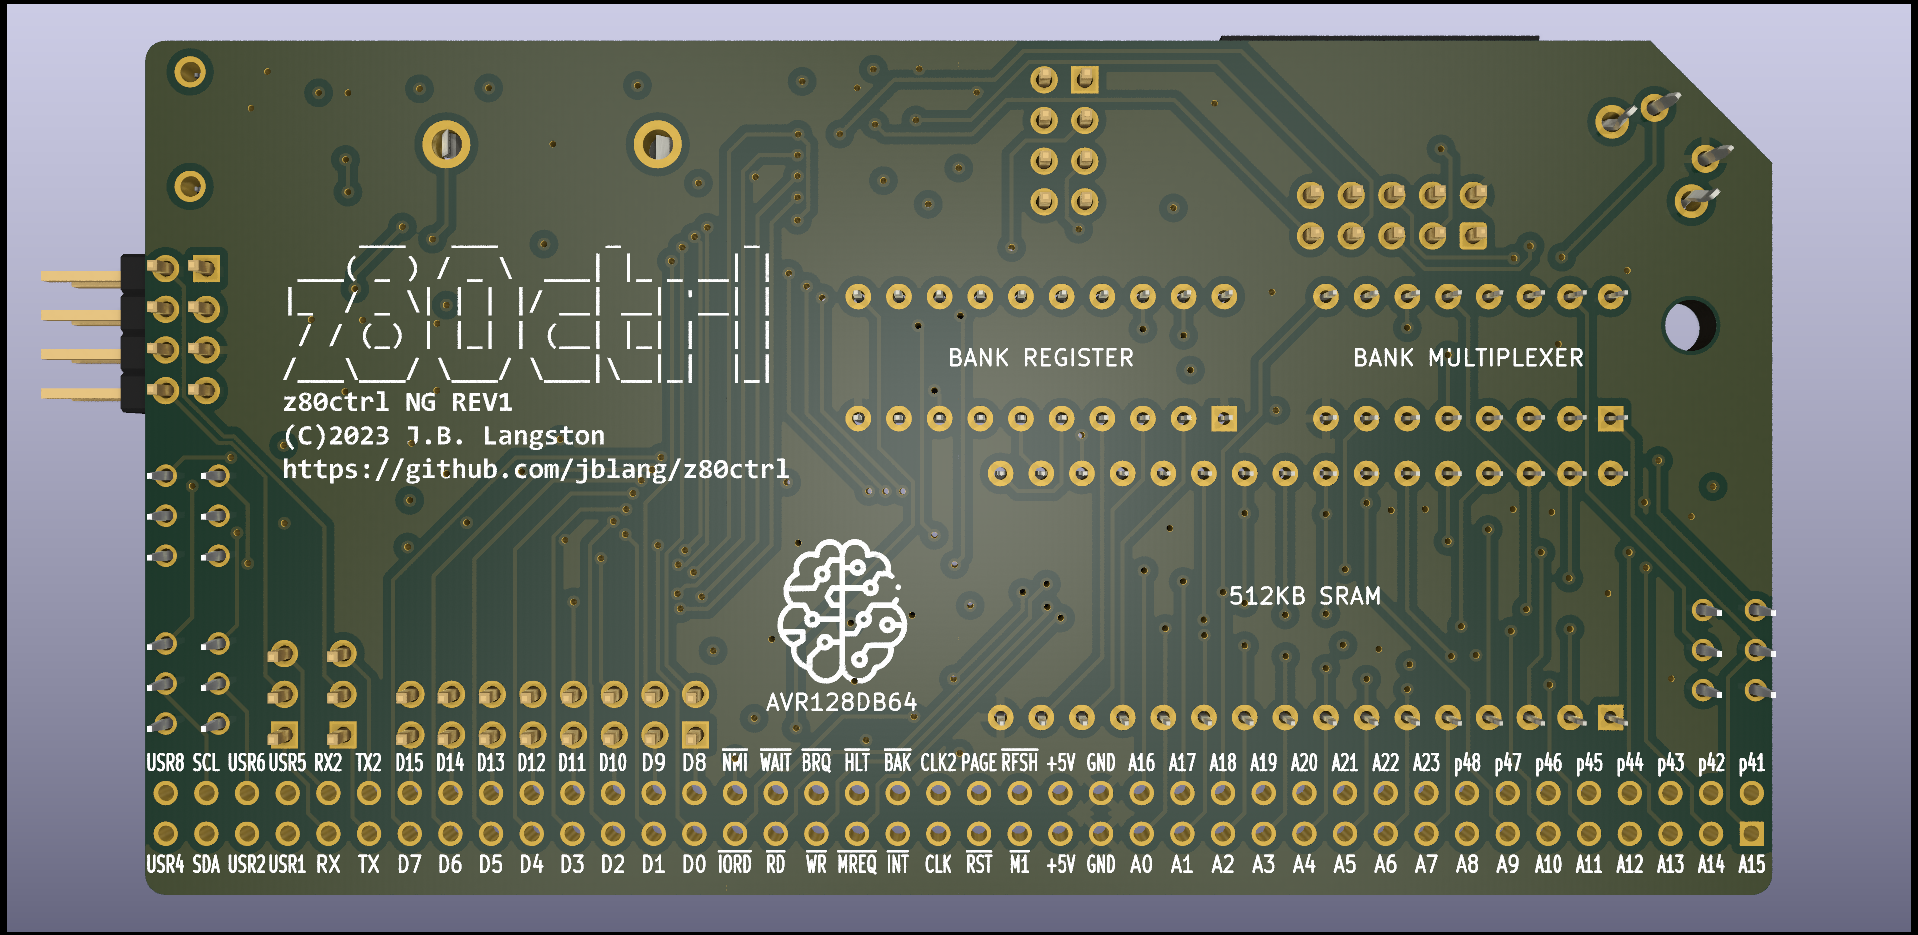 z80ctrl
z80ctrl NG REV1
(C)2023 J.B. Langston
https://github.com/jblang/z80ctrl
BANK REGISTER
BANK MULTIPLEXER
512KB SRAM
AVR128DB64
USR8 SCL USR6 USR5 RX2 TX2 D15 D14 D13 D12 D11 D10 D9 D8 NMI WAIT BRQ HLT BAK CLK2 PAGE RFSH +5V GND A16 A17 A18 A19 A20 A21 A22 A23 p48 p47 p46 p45 p44 p43 p42 p41
USR4 SDA USR2 USR1 RX TX D7 D6 D5 D4 D3 D2 D1 D0 IORD RD WR MREQ INT CLK RST M1 +5V GND A0 A1 A2 A3 A4 A5 A6 A7 A8 A9 A10 A11 A12 A13 A14 A15